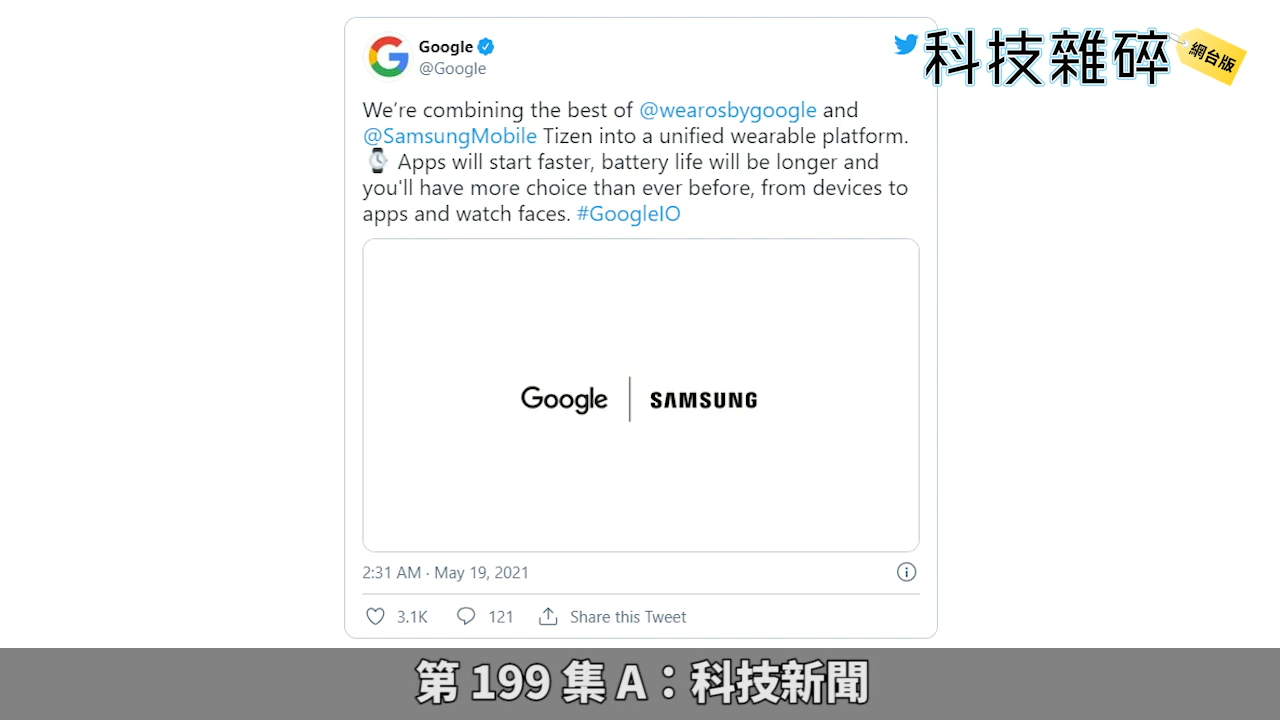 Google
@Google
科技雜碎
網台版
We’re combining the best of @wearosbygoogle and
@SamsungMobile Tizen into a unified wearable platform.
⌚ Apps will start faster, battery life will be longer and
you'll have more choice than ever before, from devices to
apps and watch faces. #GoogleIO
Google | SAMSUNG
2:31 AM · May 19, 2021
3.1K 121 Share this Tweet
第 199 集 A：科技新聞